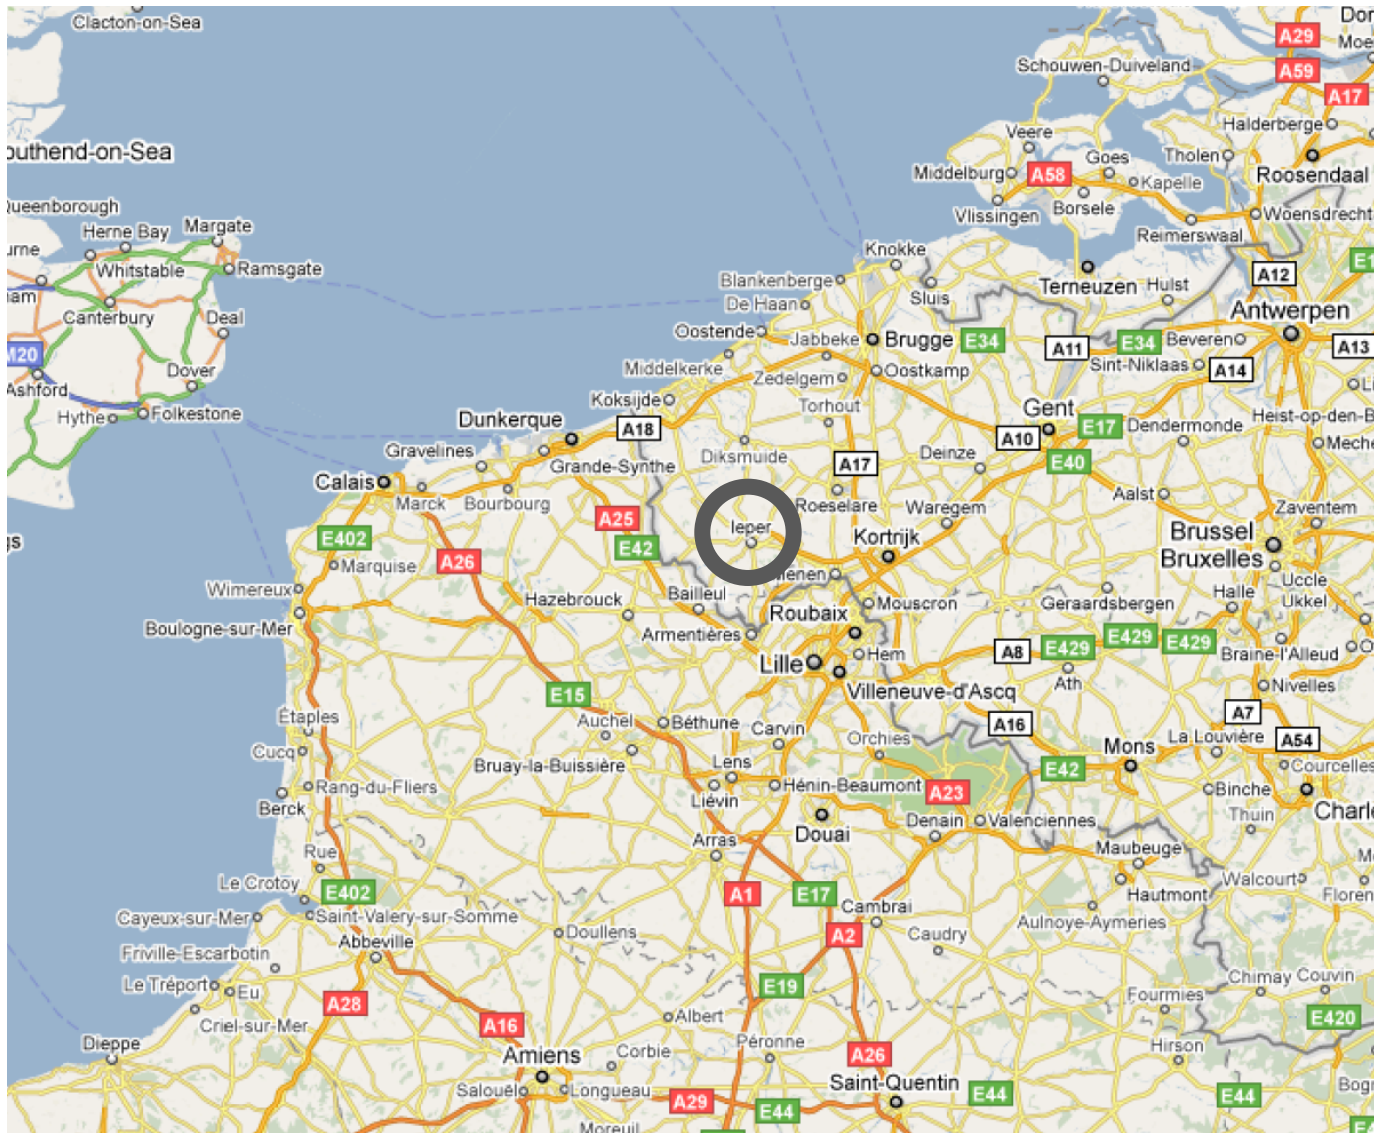 Clacton-on-Sea
A29
Schouwen-Duiveland
A59
A17
Halderberge
Veere
outhend-on-Sea
Goes
Tholen
Middelburg
A58
Kapelle
Roosendaal
Queenborough
Vlissingen
Borsele
Woensdrecht
Herne Bay
Margate
Reimerswaal
Whitstable
Ramsgate
Knokke
A12
Blankenberge
Sluis
Terneuzen
Hulst
De Haan
Canterbury
Deal
Antwerpen
Oostende
Jabbeke
Brugge
E34
A11
E34
Beveren
A13
M20
Middelkerke
Zedelgem
Oostkamp
Sint-Niklaas
A14
Dover
Ashford
Koksijde
Torhout
Gent
Hythe
Folkestone
Dunkerque
A18
A10
E17
Dendermonde
Heist-op-den-B
Meche
Gravelines
Grande-Synthe
Diksmuide
A17
Deinze
E40
Calais
Marck
Bourbourg
Roeselare
Waregem
Aalst
Zaventem
A25
Ieper
Kortrijk
Brussel
Bruxelles
E402
E42
Marquise
A26
Uccle
Ukkel
Wimereux
Hazebrouck
Bailleul
Roubaix
Mouscron
Geraardsbergen
Halle
Boulogne-sur-Mer
Armentières
Hem
A8
E429
E429
E429
Braine-l'Alleud
Lille
Villeneuve-d'Ascq
Ath
Nivelles
E15
Étaples
Auchel
Béthune
Carvin
Orchies
A16
A7
La Louvière
A54
Cucq
Bruay-la-Buissière
Lens
Mons
E42
Courcelles
Rang-du-Fliers
Berck
Liévin
Hénin-Beaumont
A23
Binche
Thuin
Charle
Douai
Denain
Valenciennes
Rue
Arras
Maubeuge
Le Crotoy
E402
A1
E17
Hautmont
Walcourt
Floren
Cayeux-sur-Mer
Saint-Valery-sur-Somme
Cambrai
Aulnoye-Aymeries
Friville-Escarbotin
Abbeville
Doullens
A2
Caudry
Le Tréport
Eu
E19
Fourmies
Chimay
Couvin
Criel-sur-Mer
A28
A16
Albert
E420
Dieppe
Amiens
Corbie
Péronne
A26
Hirson
Salouël
Longueau
Saint-Quentin
A29
E44
E44
E44
Moreuil